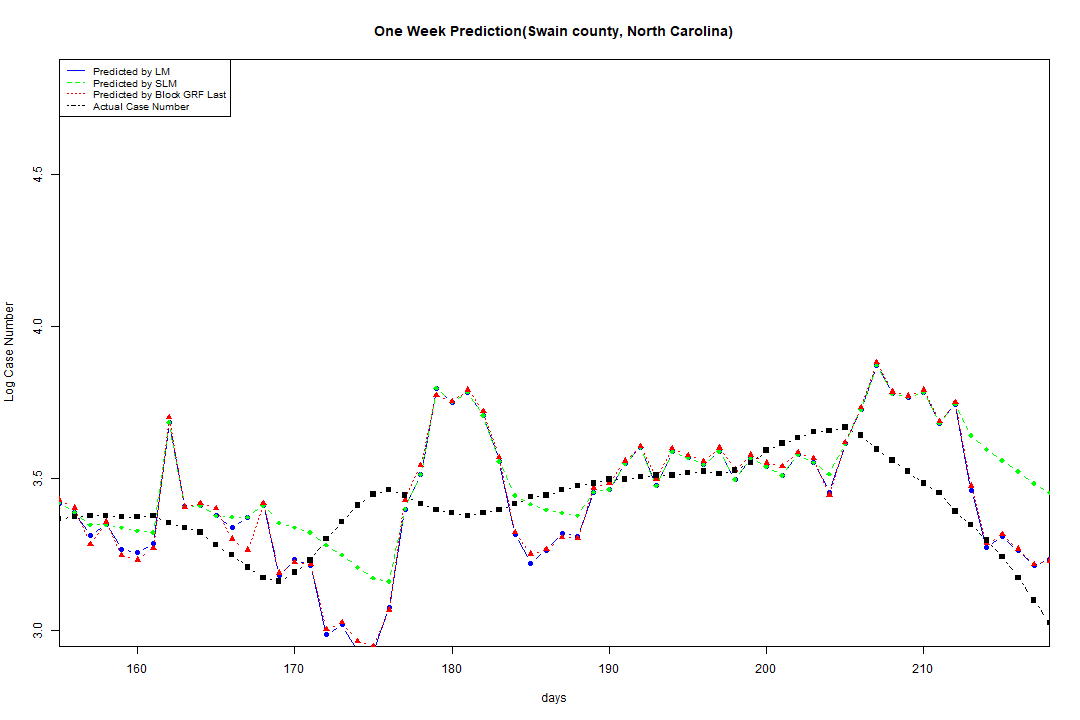 One Week Prediction(Swain county, North Carolina)
Predicted by LM
Predicted by SLM
Predicted by Block GRF Last
Actual Case Number
4.5
4.0
3.5
3.0
Log Case Number
160 170 180 190 200 210
days